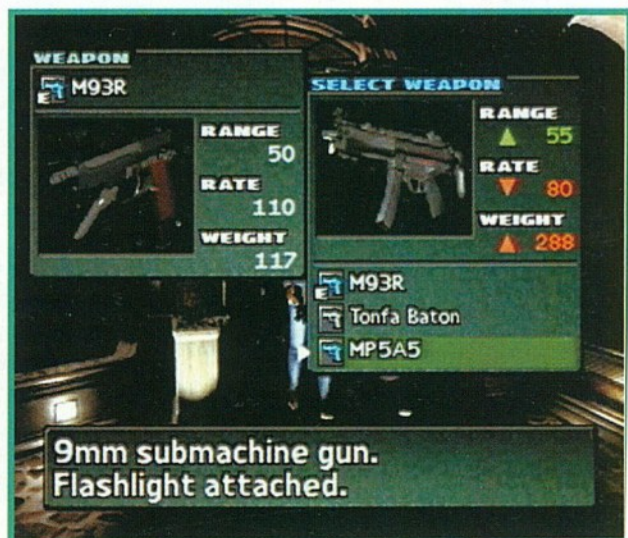 WEAPON
E M93R
RANGE
50
RATE
110
WEIGHT
117
SELECT WEAPON
RANGE
▲ 55
RATE
▼ 80
WEIGHT
▲ 288
E M93R
Tonfa Baton
MP5A5
9mm submachine gun.
Flashlight attached.